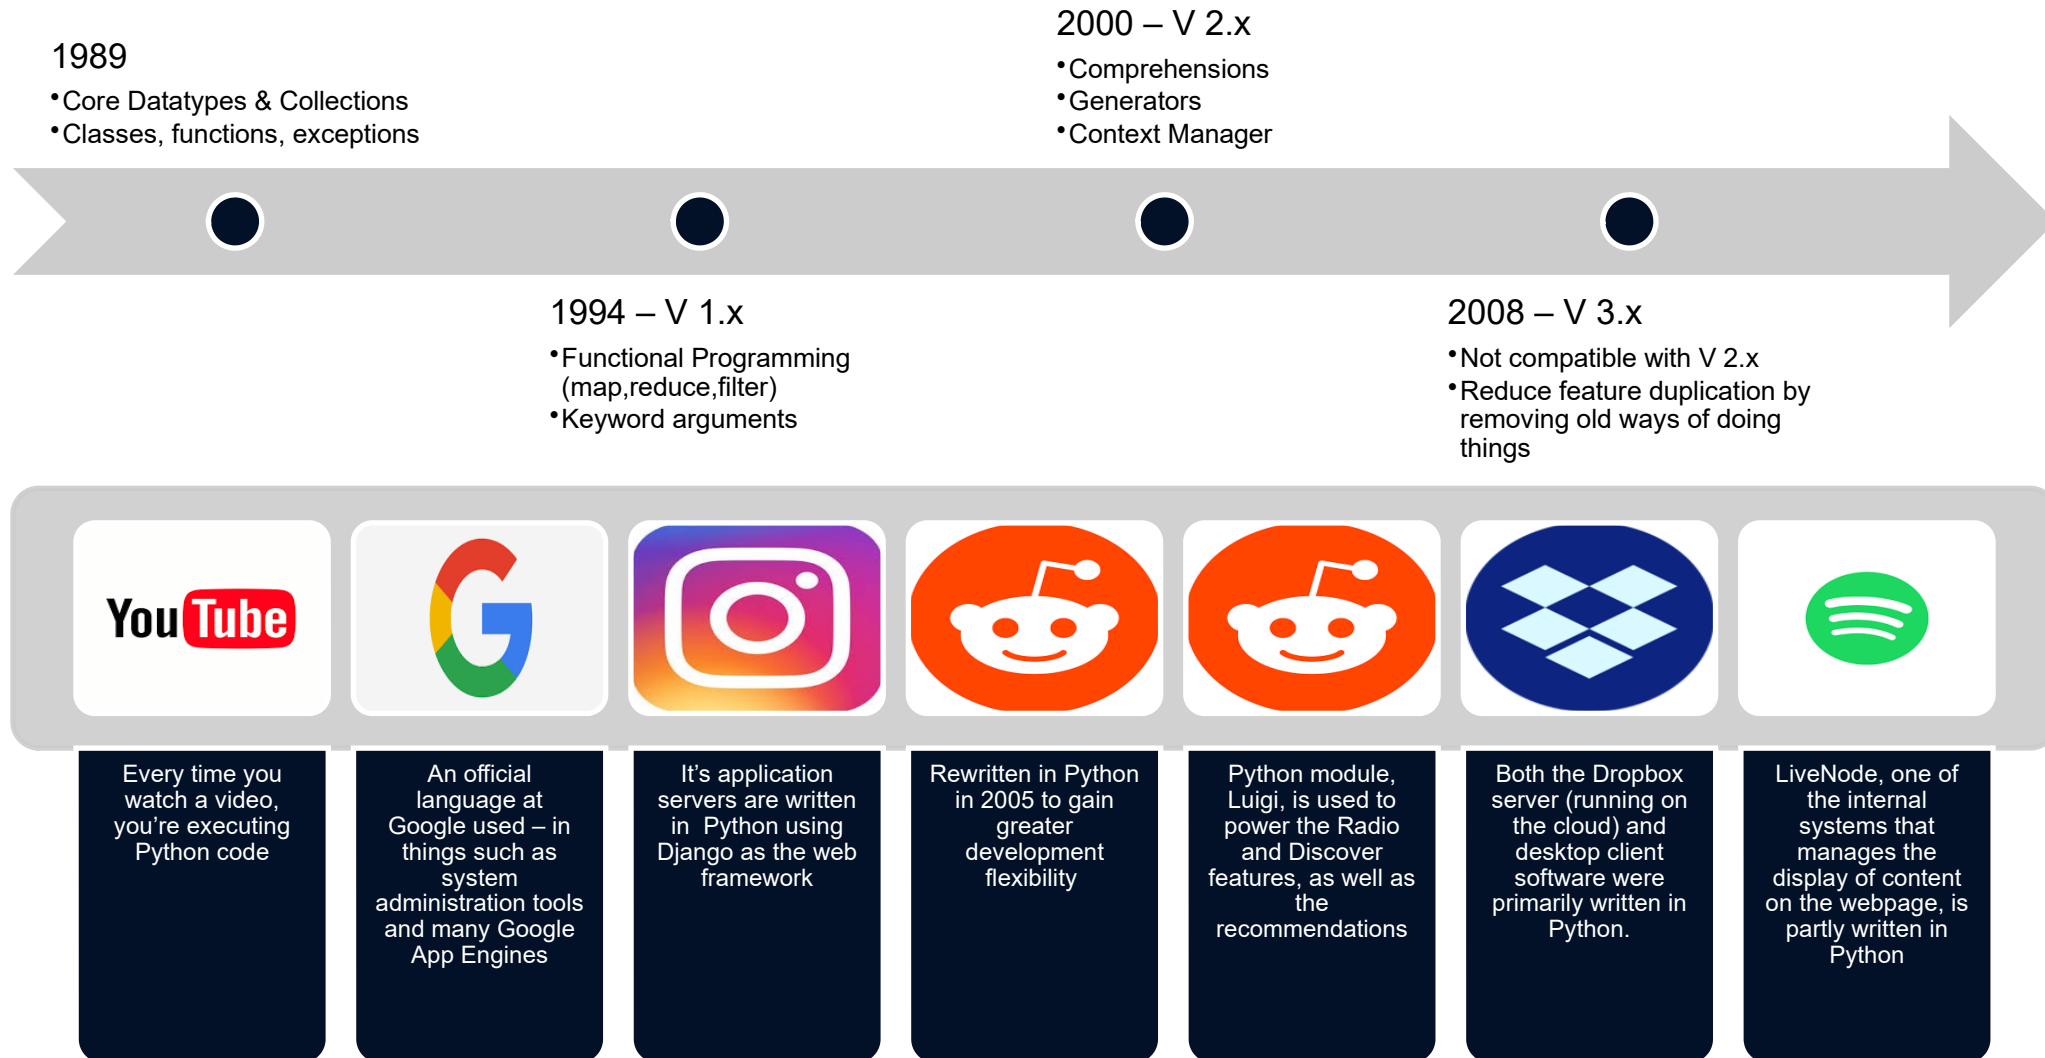 1989
•Core Datatypes & Collections
•Classes, functions, exceptions
2000 – V 2.x
•Comprehensions
•Generators
•Context Manager
1994 – V 1.x
•Functional Programming
(map,reduce,filter)
•Keyword arguments
2008 – V 3.x
•Not compatible with V 2.x
•Reduce feature duplication by
removing old ways of doing
things
YouTube
G
Every time you
watch a video,
you’re executing
Python code
An official
language at
Google used – in
things such as
system
administration tools
and many Google
App Engines
It’s application
servers are written
in Python using
Django as the web
framework
Rewritten in Python
in 2005 to gain
greater
development
flexibility
Python module,
Luigi, is used to
power the Radio
and Discover
features, as well as
the
recommendations
Both the Dropbox
server (running on
the cloud) and
desktop client
software were
primarily written in
Python.
LiveNode, one of
the internal
systems that
manages the
display of content
on the webpage, is
partly written in
Python